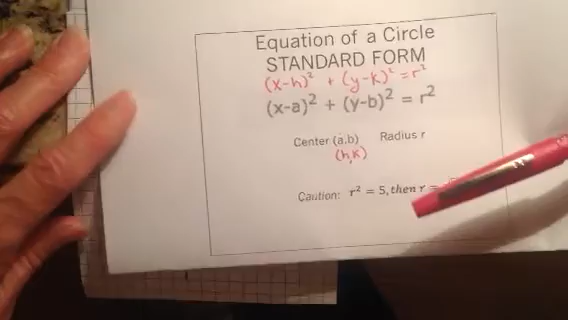 Equation of a Circle
STANDARD FORM
(x-h)² + (y-k)² = r²
(x-a)² + (y-b)² = r²
Center (a,b) Radius r
(h,k)
Caution: r² = 5, then r =